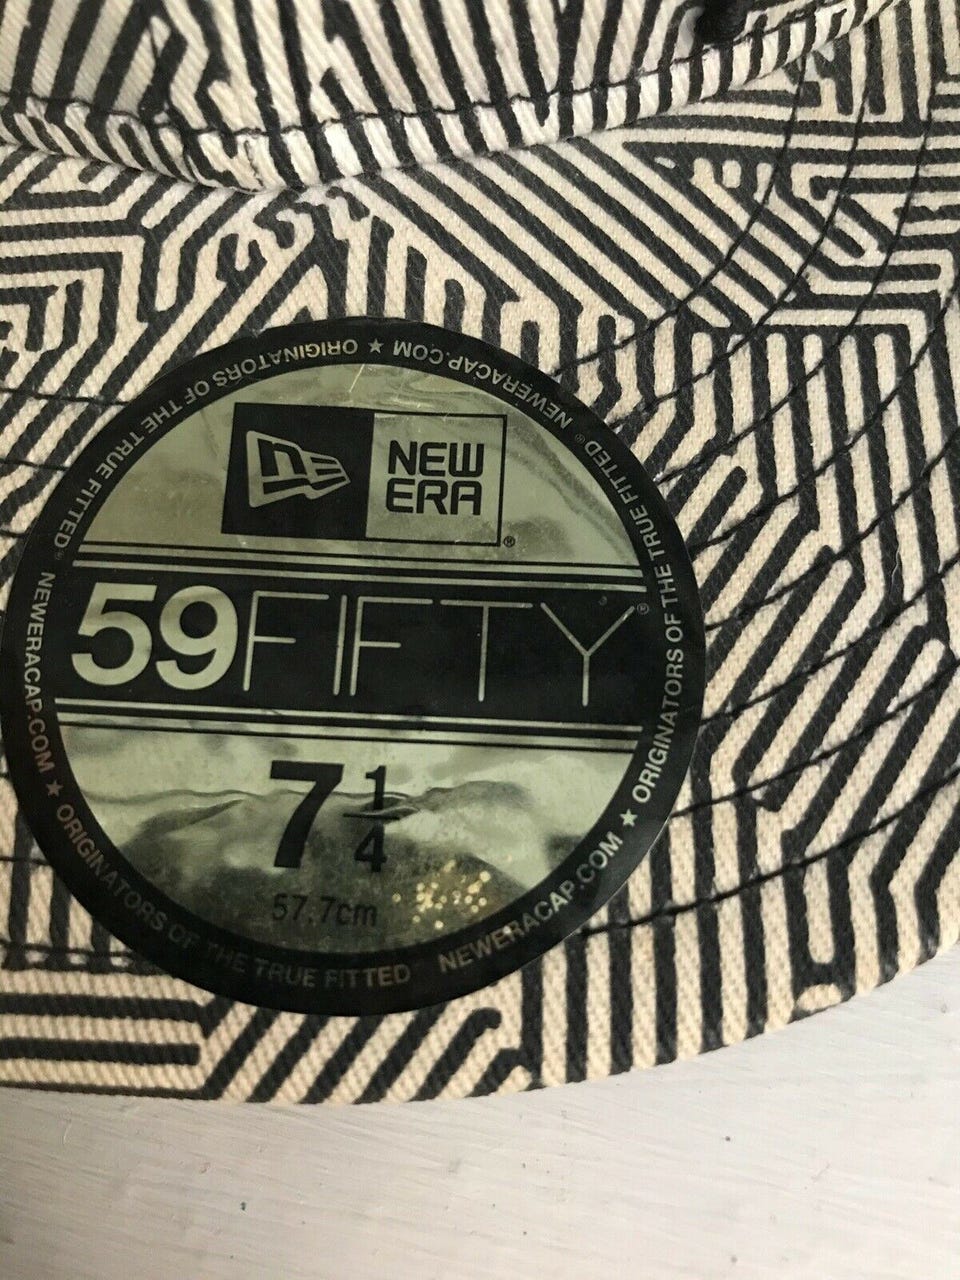 NEW
ERA®
59FIFTY®
7 1/4
57.7cm
ORIGINATORS OF THE TRUE FITTED® NEWERACAP.COM ★ ORIGINATORS OF THE TRUE FITTED® NEWERACAP.COM ★ ORIGINATORS OF THE TRUE FITTED NEWERACAP.COM ★